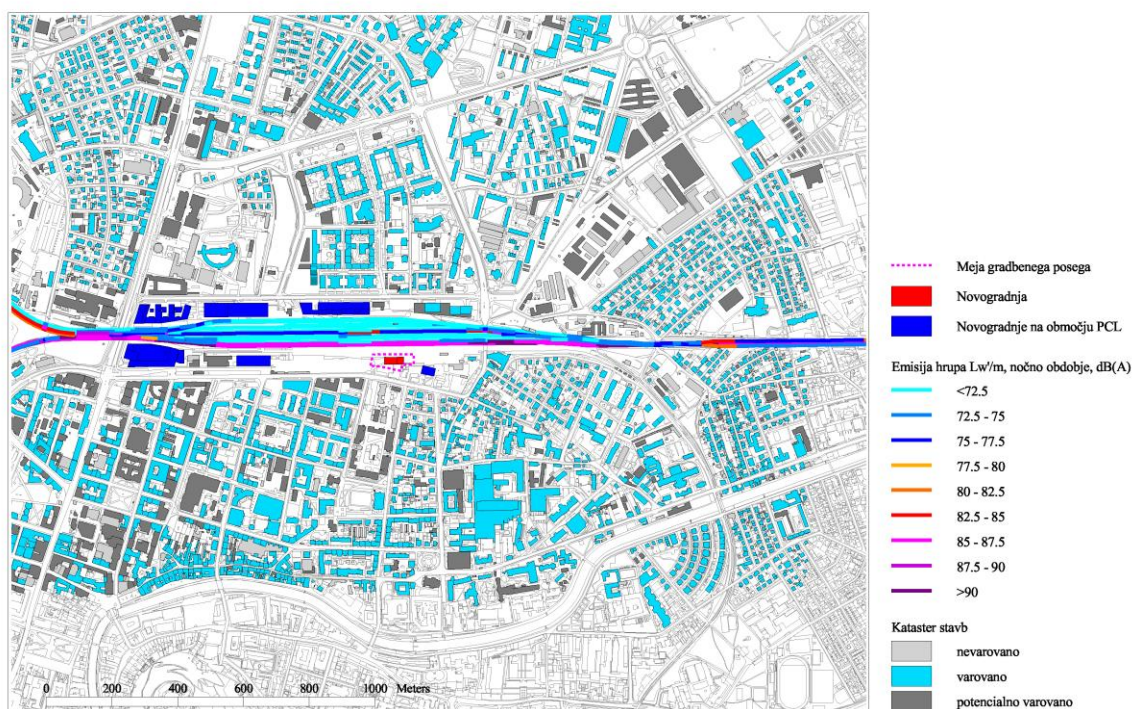 Meja gradbenega posega
Novogradnja
Novogradnje na območju PCL
Emisija hrupa Lw'/m, nočno obdobje, dB(A)
<72.5
72.5 - 75
75 - 77.5
77.5 - 80
80 - 82.5
82.5 - 85
85 - 87.5
87.5 - 90
>90
Kataster stavb
nevarovano
varovano
potencialno varovano
0 200 400 600 800 1000 Meters